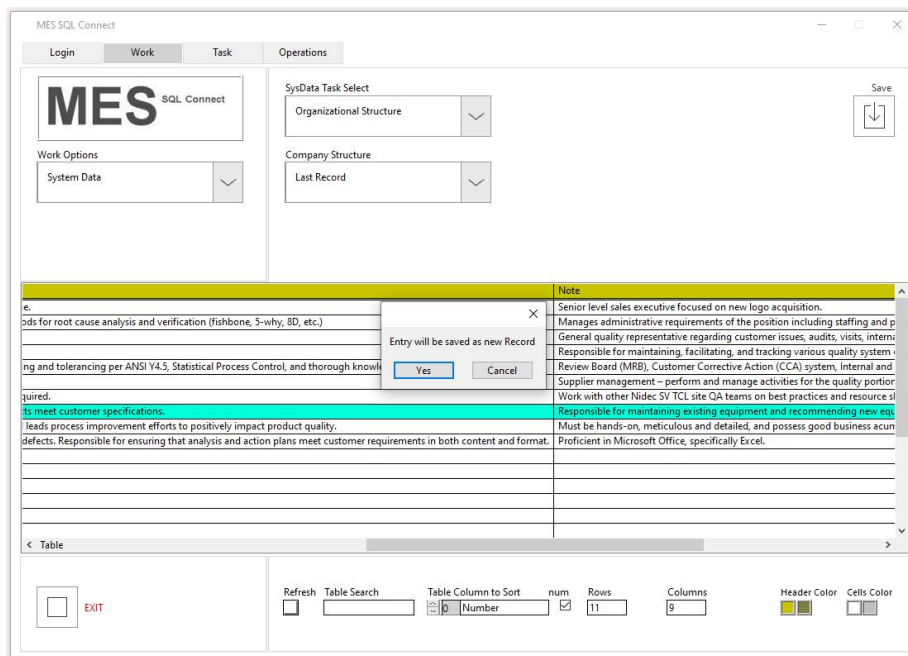 MES SQL Connect
Login Work Task Operations
MES SQL Connect
SysData Task Select
Organizational Structure
Save
Work Options
System Data
Company Structure
Last Record
Note
e.
Senior level sales executive focused on new logo acquisition.
ods for root cause analysis and verification (fishbone, 5-why, 8D, etc.)
Manages administrative requirements of the position including staffing and p
General quality representative regarding customer issues, audits, visits, interna
Responsible for maintaining, facilitating, and tracking various quality system
ng and tolerancing per ANSI Y4.5, Statistical Process Control, and thorough knowl
Review Board (MRB), Customer Corrective Action (CCA) system, Internal and
Supplier management – perform and manage activities for the quality portion
quired.
Work with other Nidec SV TCL site QA teams on best practices and resource sl
ts meet customer specifications.
Responsible for maintaining existing equipment and recommending new equ
leads process improvement efforts to positively impact product quality.
Must be hands-on, meticulous and detailed, and possess good business acum
defects. Responsible for ensuring that analysis and action plans meet customer requirements in both content and format.
Proficient in Microsoft Office, specifically Excel.
Entry will be saved as new Record
Yes Cancel
< Table >
EXIT
Refresh Table Search Table Column to Sort num Rows Columns Header Color Cells Color
0 Number 11 9